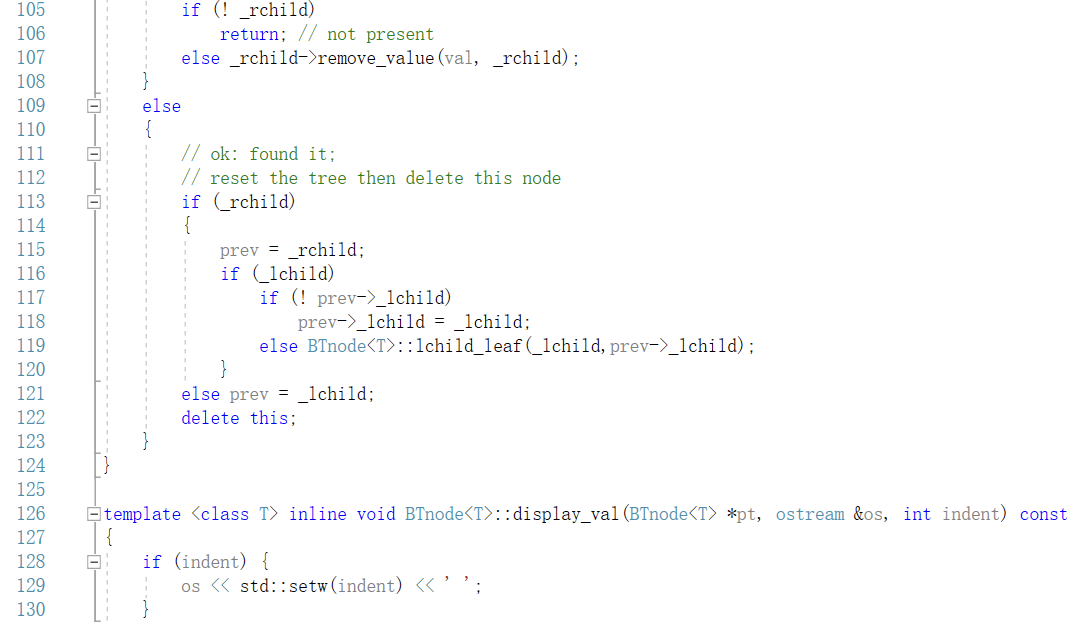 105 if (! _rchild)
106 return; // not present
107 else _rchild->remove_value(val, _rchild);
108 }
109 else
110 {
111 // ok: found it;
112 // reset the tree then delete this node
113 if (_rchild)
114 {
115 prev = _rchild;
116 if (_lchild)
117 if (! prev->_lchild)
118 prev->_lchild = _lchild;
119 else BTnode<T>::lchild_leaf(_lchild,prev->_lchild);
120 }
121 else prev = _lchild;
122 delete this;
123 }
124 }
125
126 template <class T> inline void BTnode<T>::display_val(BTnode<T> *pt, ostream &os, int indent) const
127 {
128 if (indent) {
129 os << std::setw(indent) << ' ';
130 }